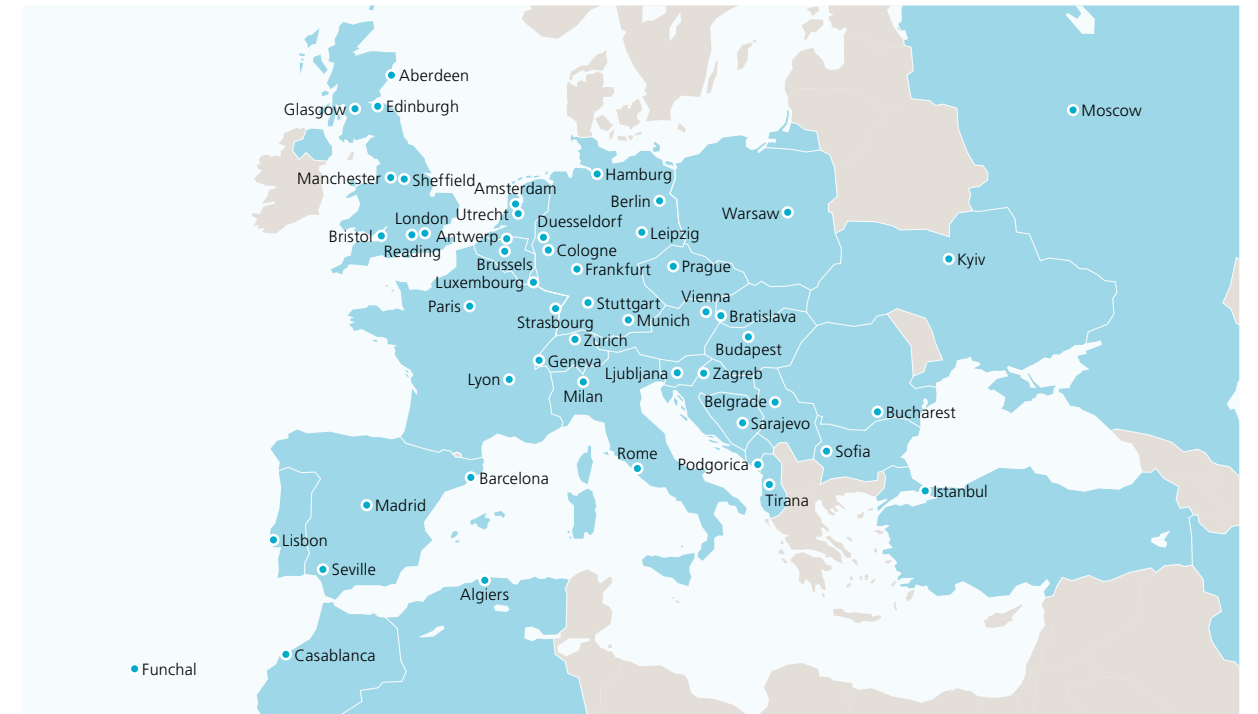 Aberdeen
Glasgow
Edinburgh
Moscow
Manchester
Sheffield
Hamburg
Amsterdam
Berlin
Utrecht
Warsaw
London
Duesseldorf
Bristol
Antwerp
Leipzig
Reading
Cologne
Brussels
Kyiv
Frankfurt
Prague
Luxembourg
Paris
Stuttgart
Vienna
Strasbourg
Munich
Bratislava
Zurich
Budapest
Geneva
Lyon
Ljubljana
Zagreb
Milan
Belgrade
Bucharest
Sarajevo
Rome
Sofia
Podgorica
Barcelona
Istanbul
Tirana
Madrid
Lisbon
Seville
Algiers
Casablanca
Funchal